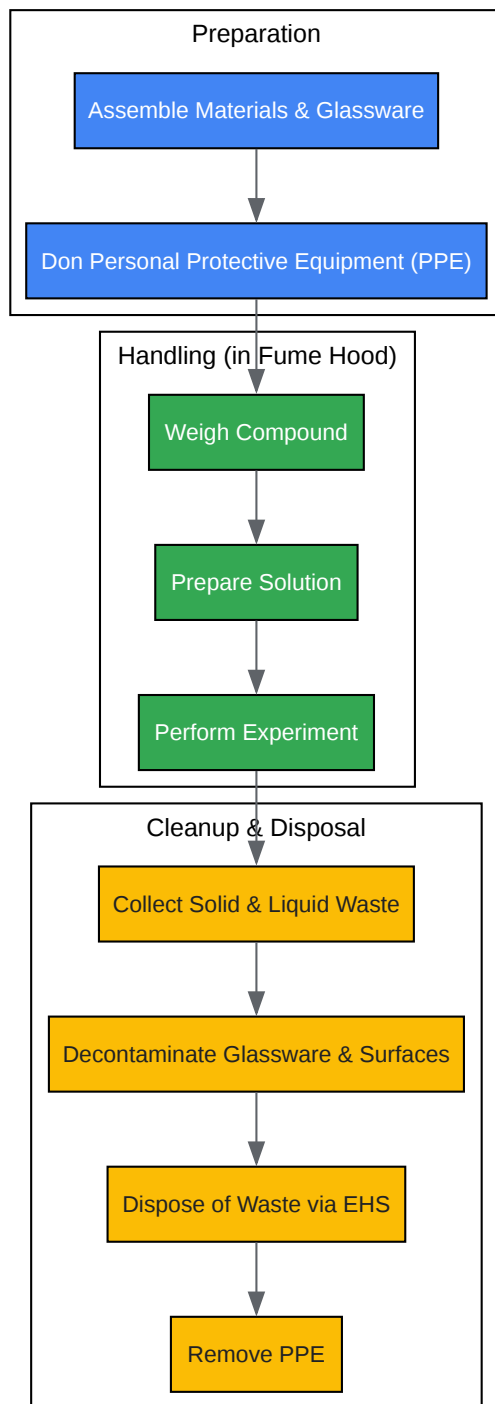 Preparation
Assemble Materials & Glassware
Don Personal Protective Equipment (PPE)
Handling (in Fume Hood)
Weigh Compound
Prepare Solution
Perform Experiment
Cleanup & Disposal
Collect Solid & Liquid Waste
Decontaminate Glassware & Surfaces
Dispose of Waste via EHS
Remove PPE